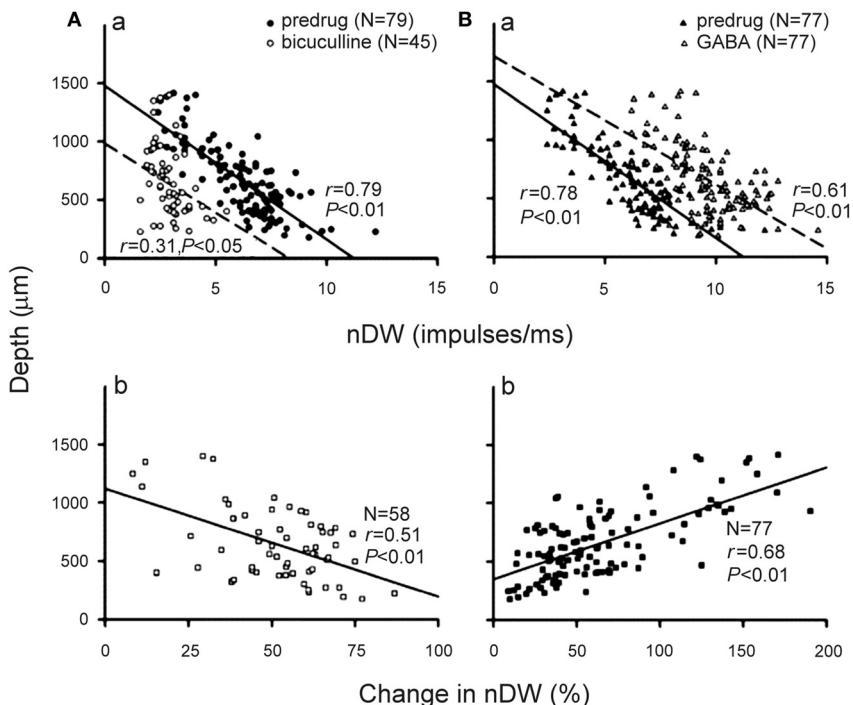 A a
predrug (N=79)
bicuculline (N=45)
1500
1000
500
0
r=0.79
P<0.01
r=0.31,P<0.05
0 5 10 15
B a
predrug (N=77)
GABA (N=77)
r=0.78
P<0.01
r=0.61
P<0.01
0 5 10 15
nDW (impulses/ms)
Depth (μm)
b
1500
1000
500
0
N=58
r=0.51
P<0.01
0 25 50 75 100
b
N=77
r=0.68
P<0.01
0 50 100 150 200
Change in nDW (%)